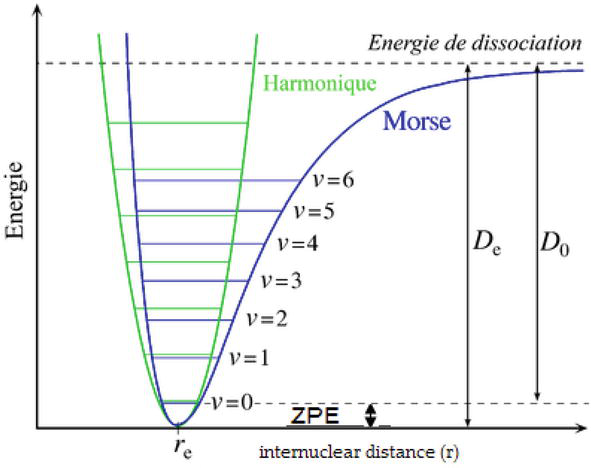 Energie de dissociation
Harmonique
Morse
Energie
v=6
v=5
v=4
v=3
v=2
v=1
v=0
De
D0
ZPE
re
internuclear distance (r)